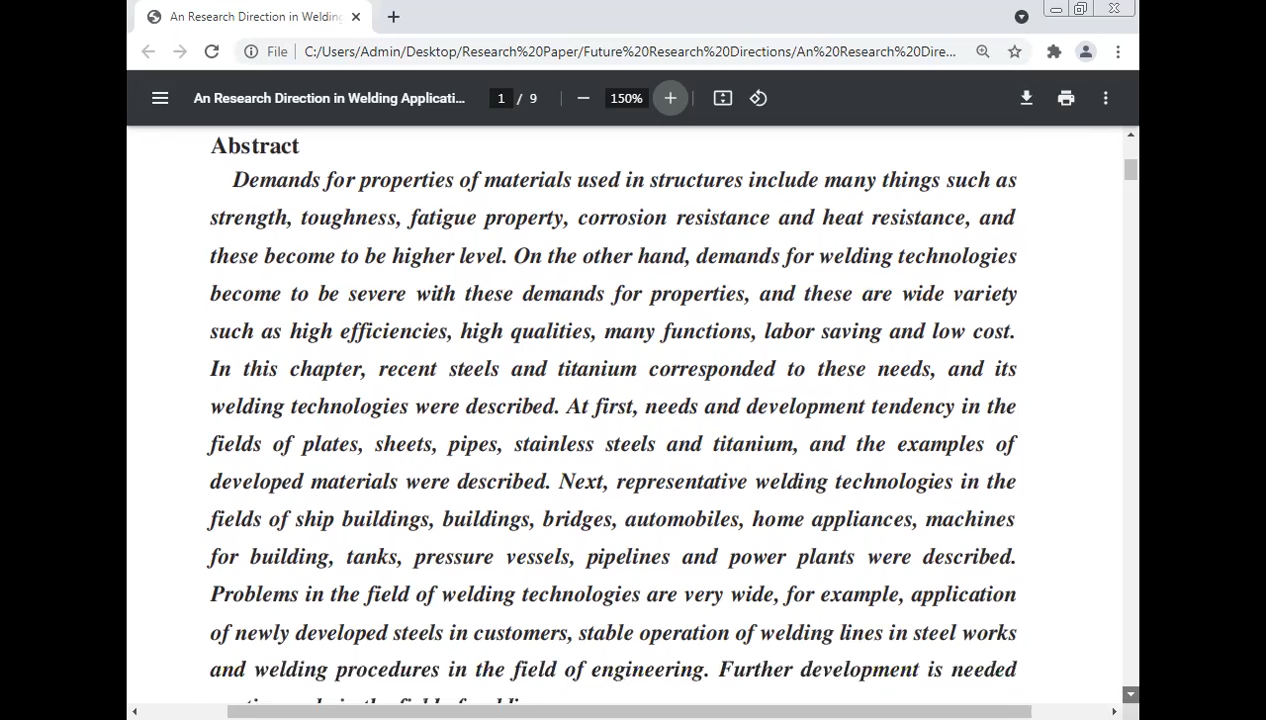 An Research Direction in Welding
File C:/Users/Admin/Desktop/Research%20Paper/Future%20Research%20Directions/An%20Research%20Dire...
An Research Direction in Welding Applicati... 1 / 9 150%
Abstract
Demands for properties of materials used in structures include many things such as
strength, toughness, fatigue property, corrosion resistance and heat resistance, and
these become to be higher level. On the other hand, demands for welding technologies
become to be severe with these demands for properties, and these are wide variety
such as high efficiencies, high qualities, many functions, labor saving and low cost.
In this chapter, recent steels and titanium corresponded to these needs, and its
welding technologies were described. At first, needs and development tendency in the
fields of plates, sheets, pipes, stainless steels and titanium, and the examples of
developed materials were described. Next, representative welding technologies in the
fields of ship buildings, buildings, bridges, automobiles, home appliances, machines
for building, tanks, pressure vessels, pipelines and power plants were described.
Problems in the field of welding technologies are very wide, for example, application
of newly developed steels in customers, stable operation of welding lines in steel works
and welding procedures in the field of engineering. Further development is needed